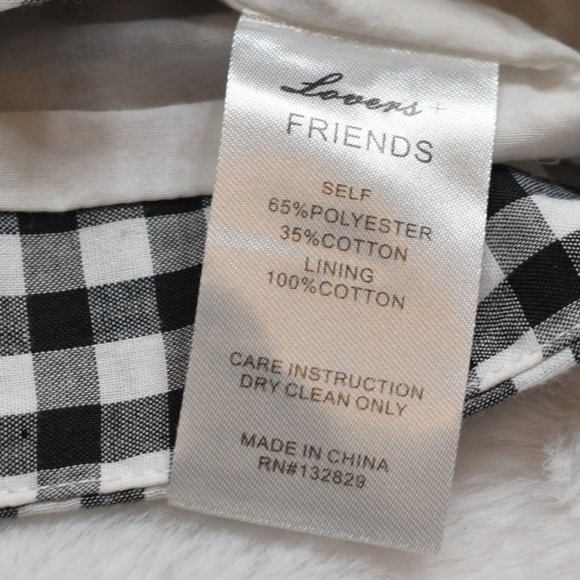 Lovers +
FRIENDS
SELF
65%POLYESTER
35%COTTON
LINING
100%COTTON
CARE INSTRUCTION
DRY CLEAN ONLY
MADE IN CHINA
RN#132829